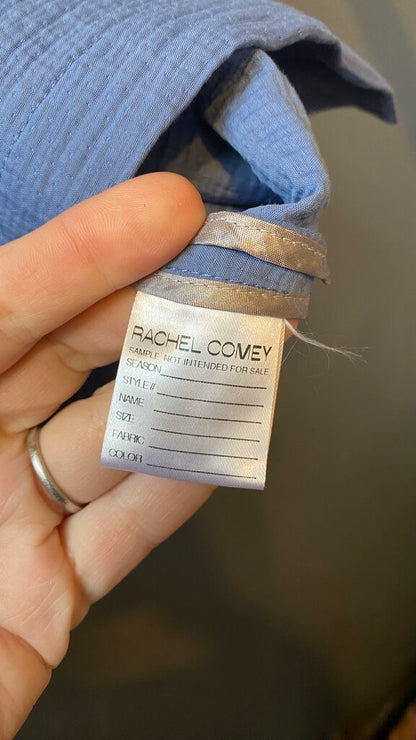 RACHEL COMEY
SAMPLE NOT INTENDED FOR SALE
SEASON
STYLE#
NAME
SIZE
FABRIC
COLOR